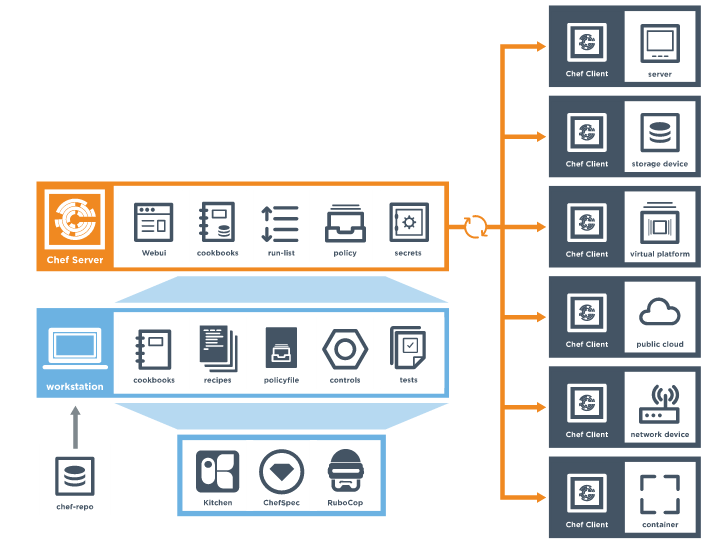 Chef Client
server
Chef Client
storage device
Chef Server
Webui
cookbooks
run-list
policy
secrets
Chef Client
virtual platform
Chef Client
public cloud
workstation
cookbooks
recipes
policyfile
controls
tests
Chef Client
network device
chef-repo
Kitchen
ChefSpec
RuboCop
Chef Client
container